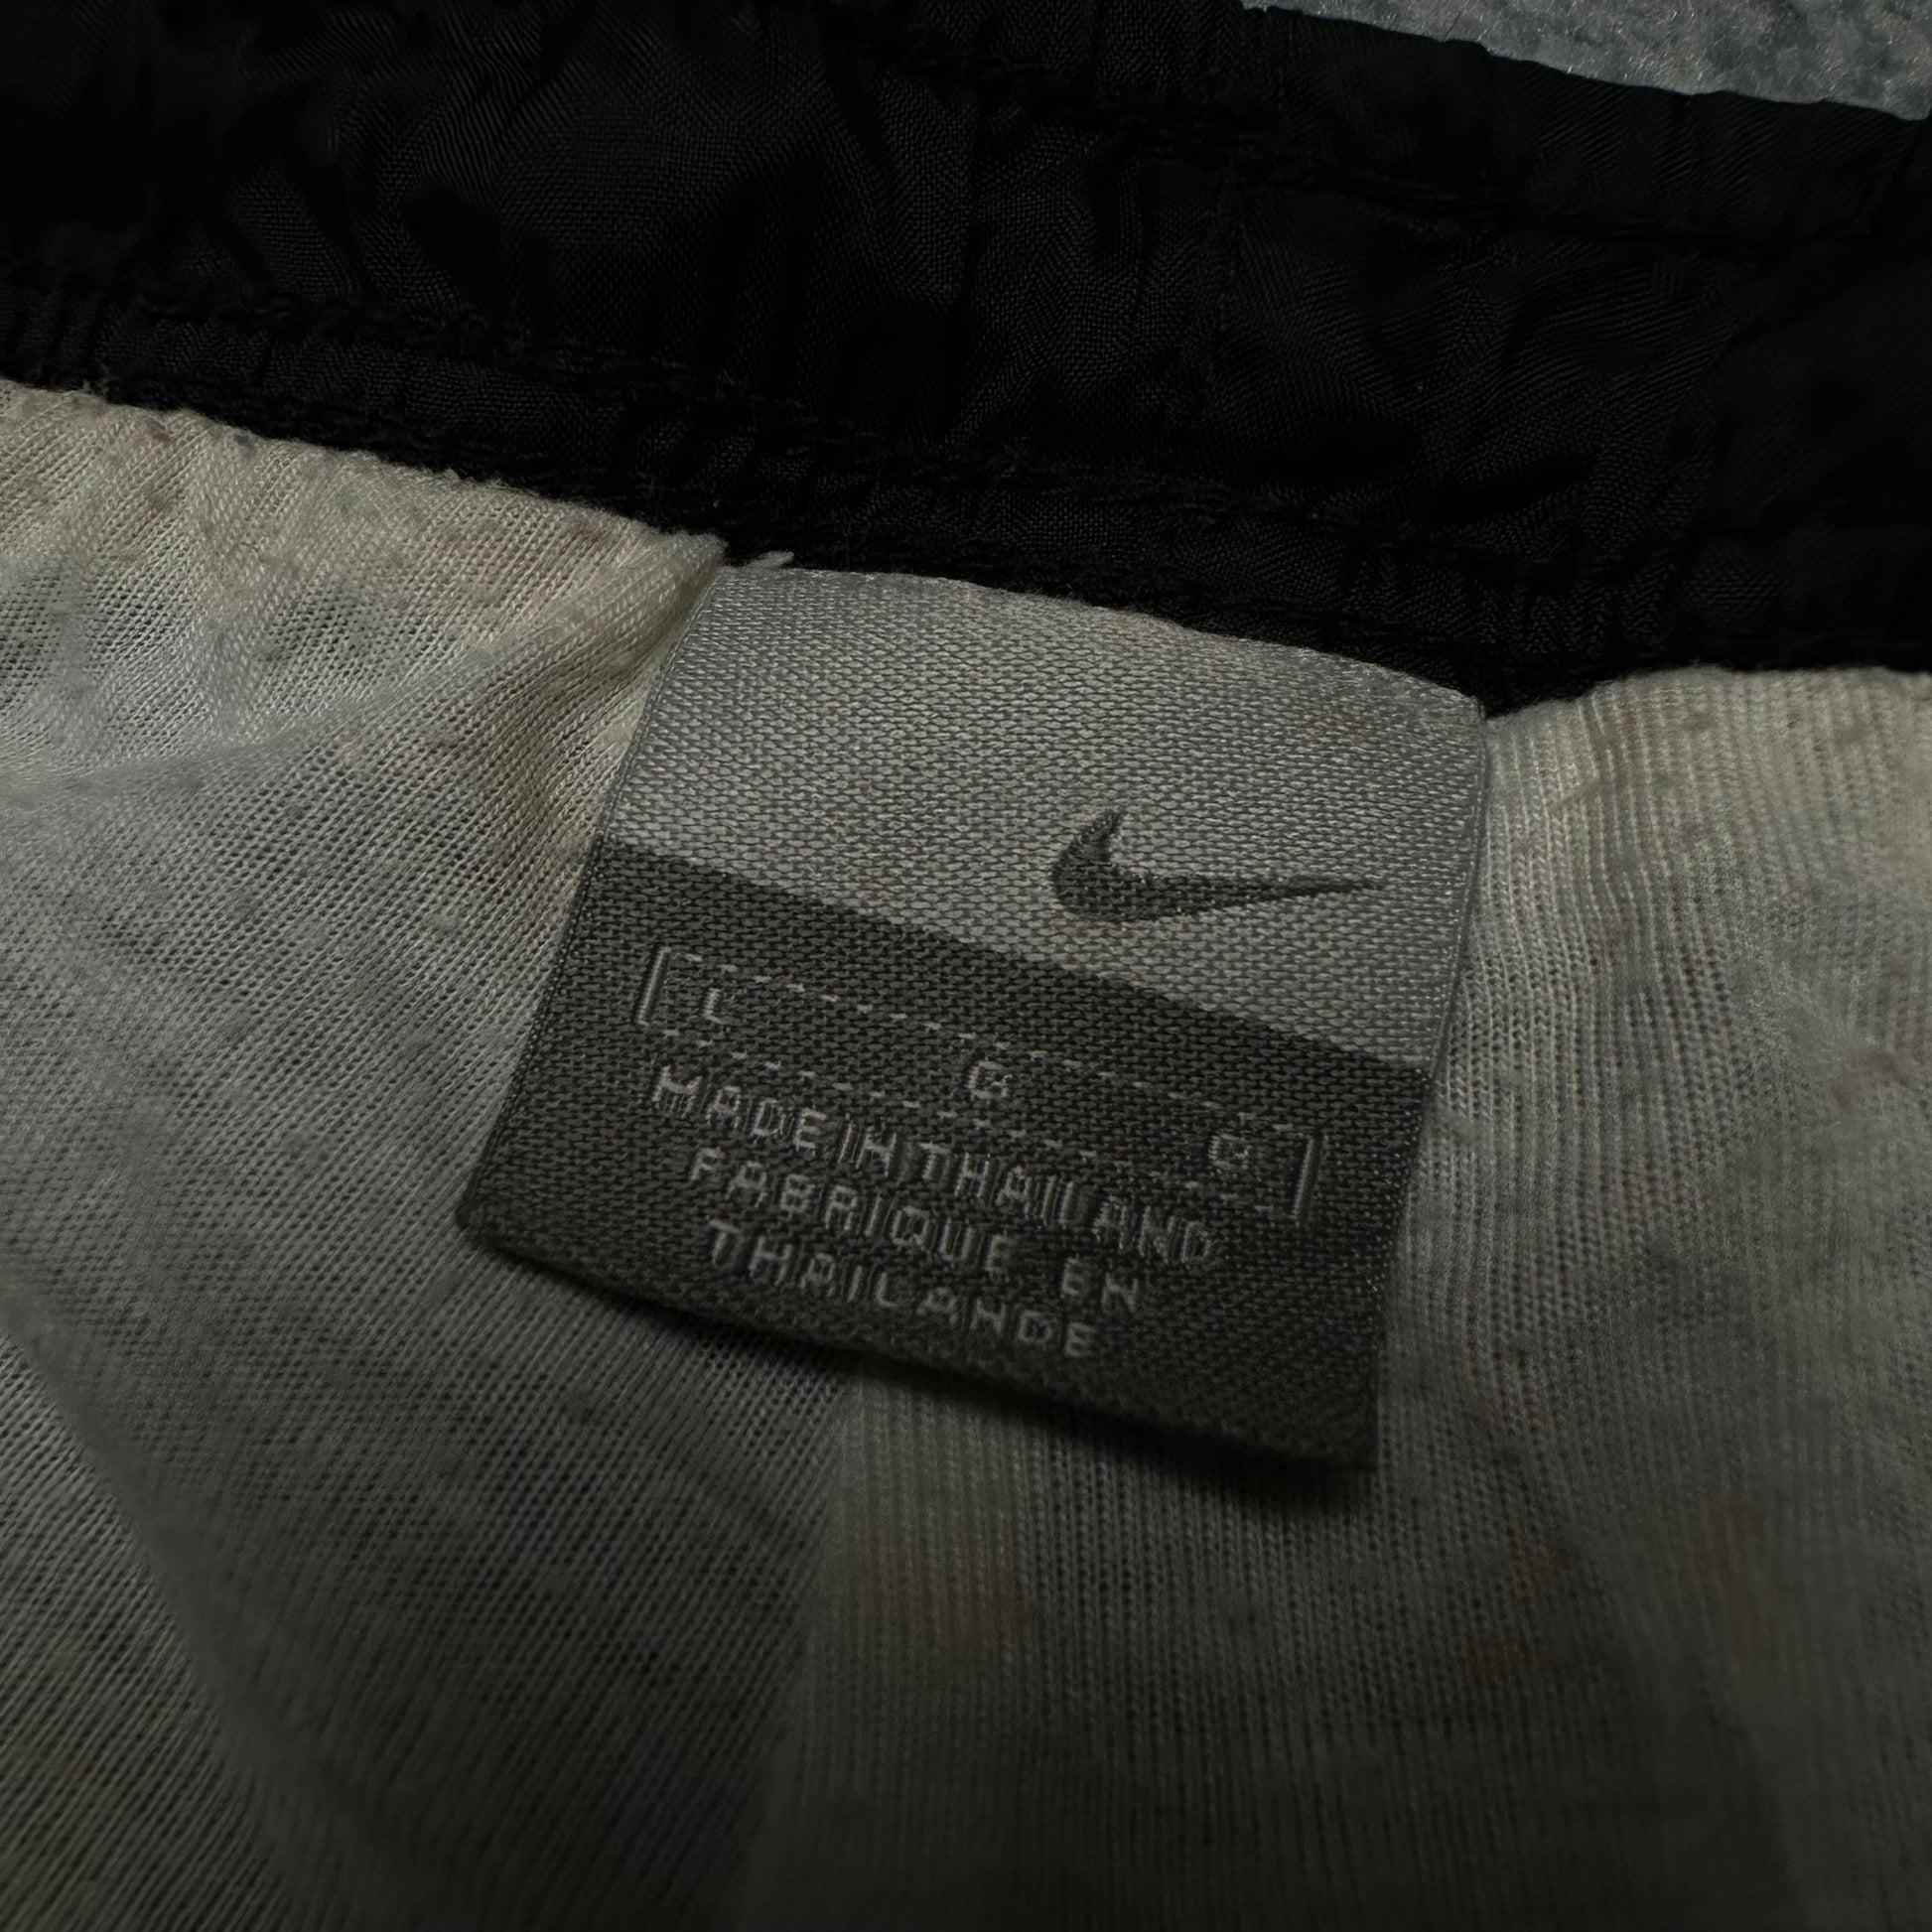 L G G
MADE IN THAILAND
FABRIQUE EN
THAILANDE